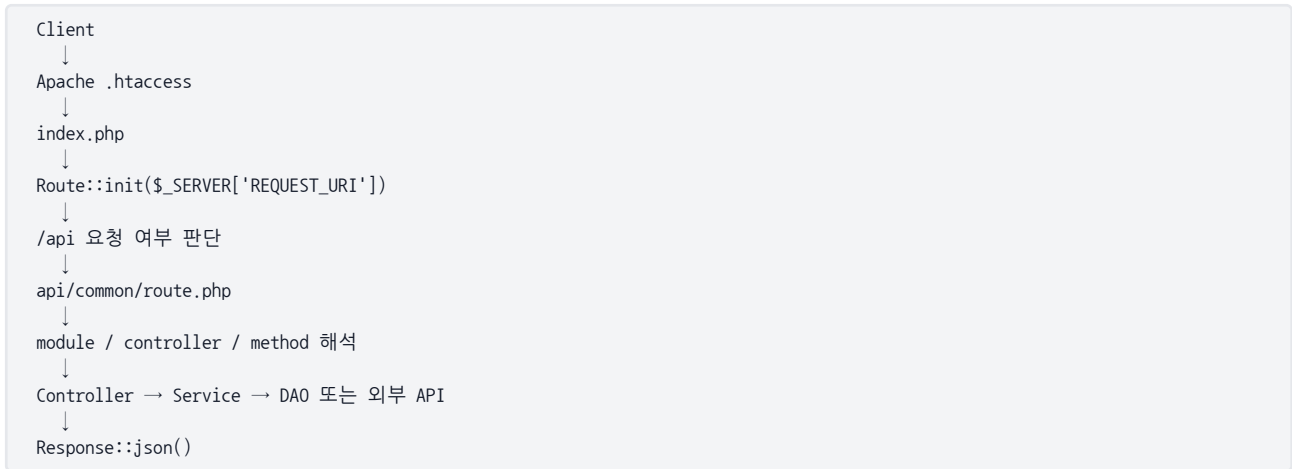 Client
↓
Apache .htaccess
↓
index.php
↓
Route::init($_SERVER['REQUEST_URI'])
↓
/api 요청 여부 판단
↓
api/common/route.php
↓
module / controller / method 해석
↓
Controller → Service → DAO 또는 외부 API
↓
Response::json()